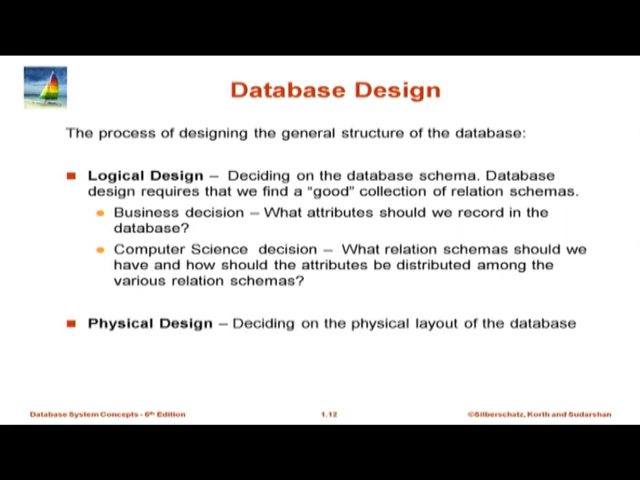 Database Design
The process of designing the general structure of the database:
Logical Design – Deciding on the database schema. Database
design requires that we find a “good” collection of relation schemas.
Business decision – What attributes should we record in the
database?
Computer Science decision – What relation schemas should we
have and how should the attributes be distributed among the
various relation schemas?
Physical Design – Deciding on the physical layout of the database
Database System Concepts - 6th Edition
1.12
©Silberschatz, Korth and Sudarshan